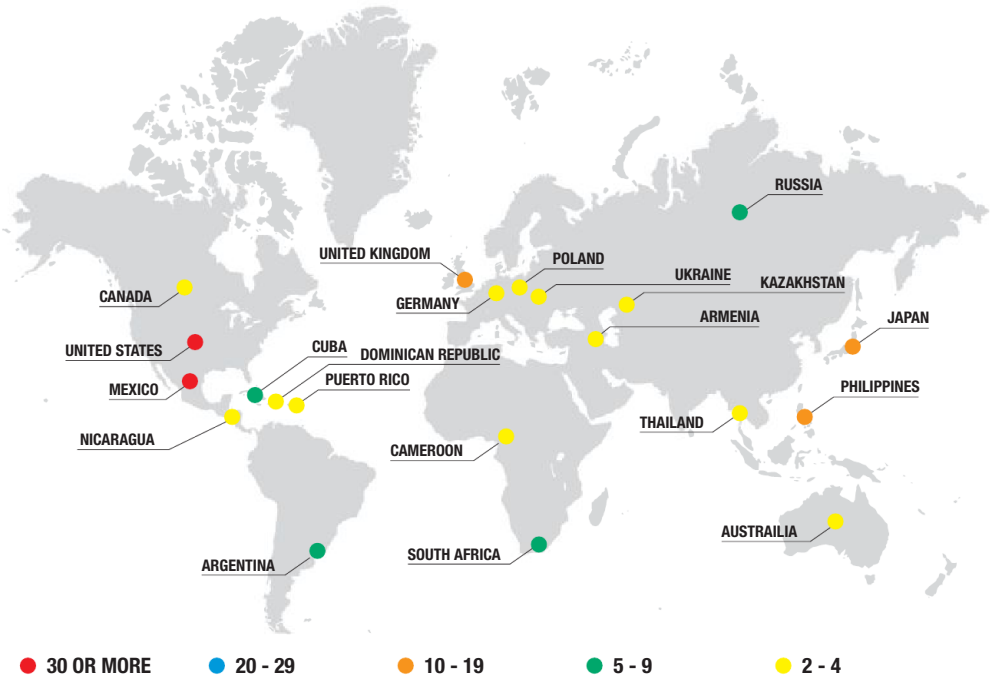 RUSSIA
UNITED KINGDOM
POLAND
UKRAINE
KAZAKHSTAN
CANADA
GERMANY
ARMENIA
JAPAN
UNITED STATES
CUBA
DOMINICAN REPUBLIC
MEXICO
PUERTO RICO
PHILIPPINES
NICARAGUA
THAILAND
CAMEROON
AUSTRAILIA
ARGENTINA
SOUTH AFRICA
30 OR MORE
20 - 29
10 - 19
5 - 9
2 - 4